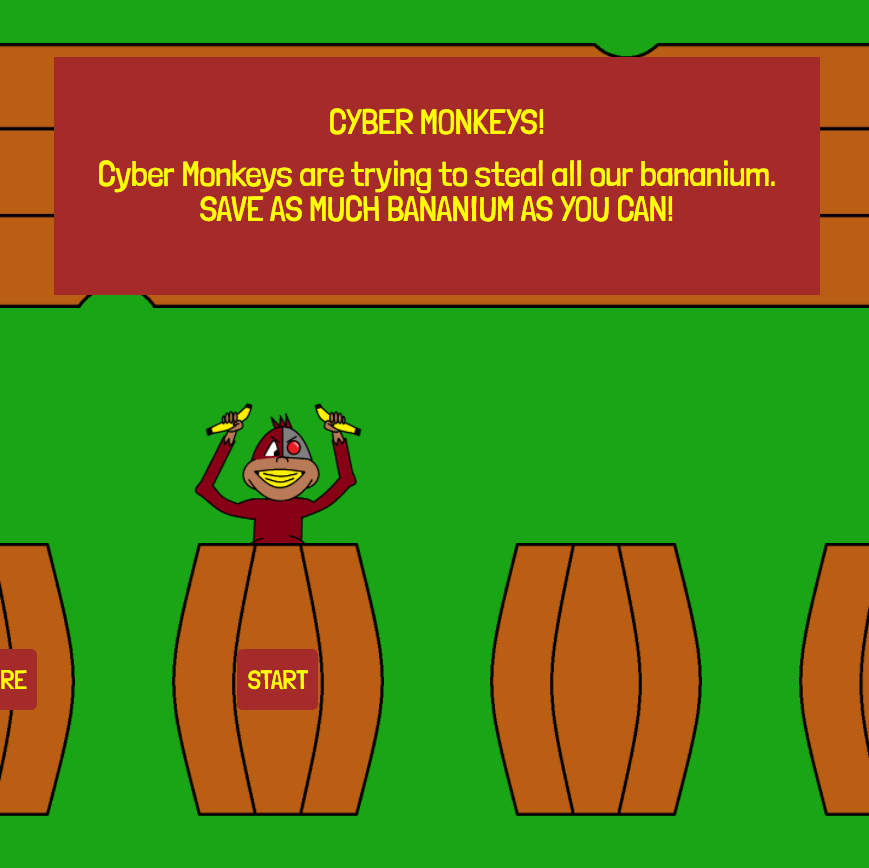 CYBER MONKEYS!
Cyber Monkeys are trying to steal all our bananium.
SAVE AS MUCH BANANIUM AS YOU CAN!
RE
START